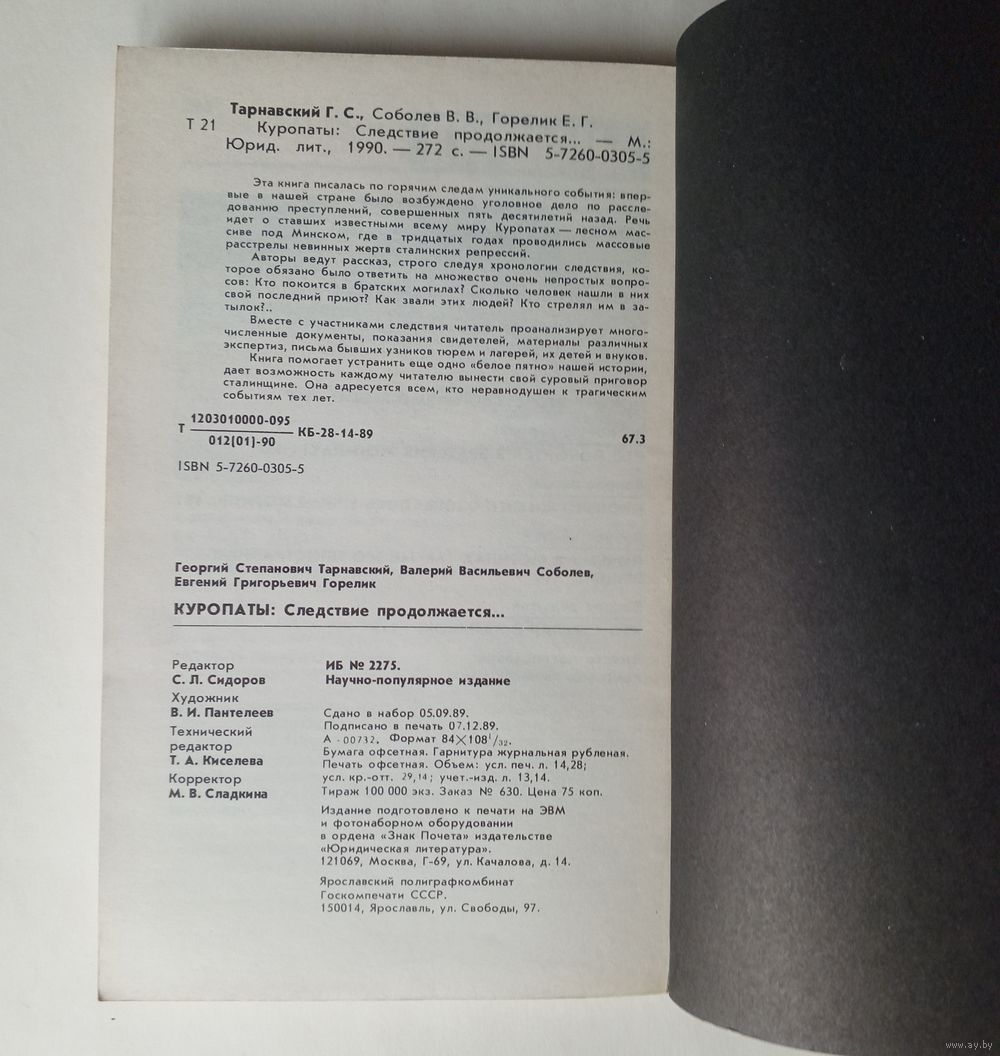 Тарнавский Г. С., Соболев В. В., Горелик Е. Г.
Т 21
Куропаты: Следствие продолжается... — М.:
Юрид. лит., 1990. — 272 с. — ISBN 5-7260-0305-5
Эта книга писалась по горячим следам уникального события: впер-
вые в нашей стране было возбуждено уголовное дело по рассле-
дованию преступлений, совершенных пять десятилетий назад. Речь
идет о ставших известными всему миру Куропатах — лесном мас-
сиве под Минском, где в тридцатых годах проводились массовые
расстрелы невинных жертв сталинских репрессий.
Авторы ведут рассказ, строго следуя хронологии следствия, ко-
торое обязано было ответить на множество очень непростых вопро-
сов: Кто покоится в братских могилах? Сколько человек нашли в них
свой последний приют? Как звали этих людей? Кто стрелял им в за-
тылок?..
Вместе с участниками следствия читатель проанализирует много-
численные документы, показания свидетелей, материалы различных
экспертиз, письма бывших узников тюрем и лагерей, их детей и внуков.
Книга помогает устранить еще одно «белое пятно» нашей истории,
дает возможность каждому читателю вынести свой суровый приговор
сталинщине. Она адресуется всем, кто неравнодушен к трагическим
событиям тех лет.
Т 1203010000-095
012(01)-90
КБ-28-14-89
67.3
ISBN 5-7260-0305-5
Георгий Степанович Тарнавский, Валерий Васильевич Соболев,
Евгений Григорьевич Горелик
КУРОПАТЫ: Следствие продолжается...
Редактор
С. Л. Сидоров
Художник
В. И. Пантелеев
Технический
редактор
Т. А. Киселева
Корректор
М. В. Сладкина
ИБ № 2275.
Научно-популярное издание
Сдано в набор 05.09.89.
Подписано в печать 07.12.89.
А - 00732. Формат 84×108¹/₃₂.
Бумага офсетная. Гарнитура журнальная рубленая.
Печать офсетная. Объем: усл. печ. л. 14,28;
усл. кр.-отт. 29,14; учет.-изд. л. 13,14.
Тираж 100 000 экз. Заказ № 630. Цена 75 коп.
Издание подготовлено к печати на ЭВМ
и фотонаборном оборудовании
в ордена «Знак Почета» издательстве
«Юридическая литература».
121069, Москва, Г-69, ул. Качалова, д. 14.
Ярославский полиграфкомбинат
Госкомпечати СССР.
150014, Ярославль, ул. Свободы, 97.
www.ay.by